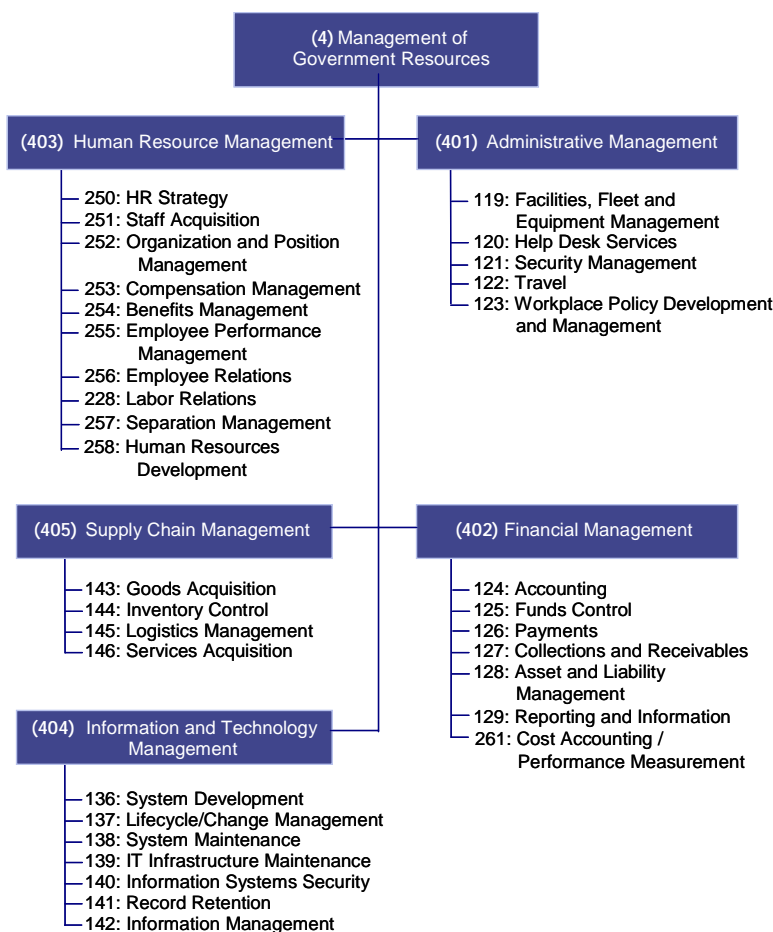 (4) Management of
Government Resources
(403) Human Resource Management
250: HR Strategy
251: Staff Acquisition
252: Organization and Position
Management
253: Compensation Management
254: Benefits Management
255: Employee Performance
Management
256: Employee Relations
228: Labor Relations
257: Separation Management
258: Human Resources
Development
(401) Administrative Management
119: Facilities, Fleet and
Equipment Management
120: Help Desk Services
121: Security Management
122: Travel
123: Workplace Policy Development
and Management
(405) Supply Chain Management
143: Goods Acquisition
144: Inventory Control
145: Logistics Management
146: Services Acquisition
(402) Financial Management
124: Accounting
125: Funds Control
126: Payments
127: Collections and Receivables
128: Asset and Liability
Management
129: Reporting and Information
261: Cost Accounting /
Performance Measurement
(404) Information and Technology
Management
136: System Development
137: Lifecycle/Change Management
138: System Maintenance
139: IT Infrastructure Maintenance
140: Information Systems Security
141: Record Retention
142: Information Management